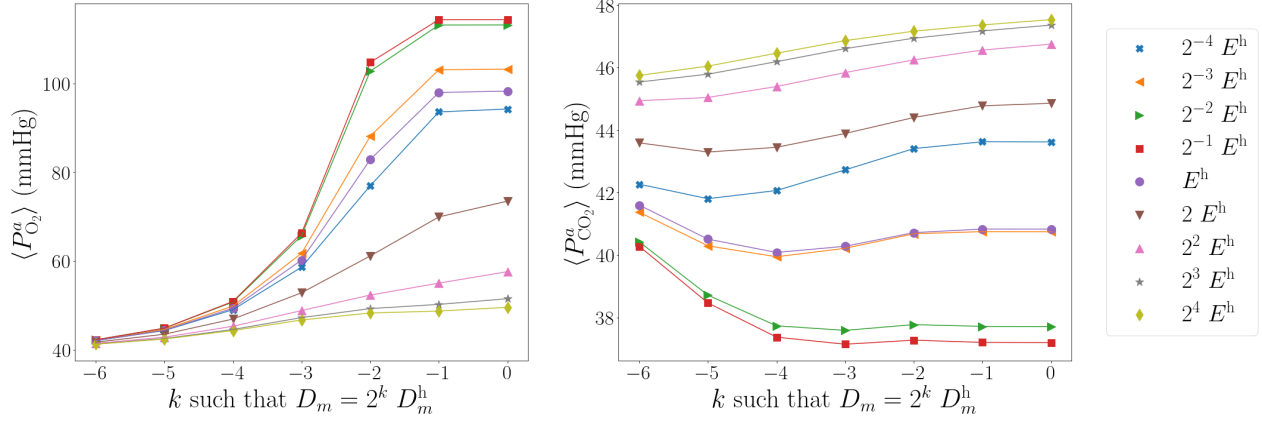 ⟨P^a_{O_2}⟩ (mmHg)
100
80
60
40
−6 −5 −4 −3 −2 −1 0
k such that D_m = 2^k D_m^h
⟨P^a_{CO_2}⟩ (mmHg)
48
46
44
42
40
38
−6 −5 −4 −3 −2 −1 0
k such that D_m = 2^k D_m^h
2^{−4} E^h
2^{−3} E^h
2^{−2} E^h
2^{−1} E^h
E^h
2 E^h
2^2 E^h
2^3 E^h
2^4 E^h